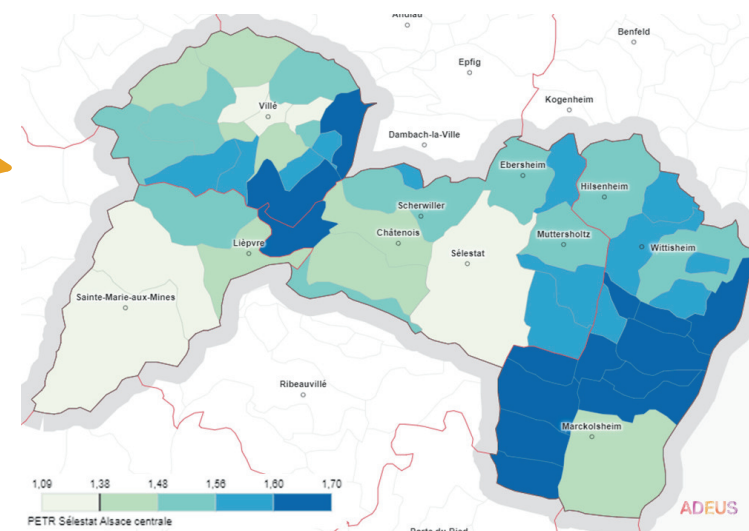 Andlau
Benfeld
Epfig
Kogenheim
Villé
Dambach-la-Ville
Ebersheim
Hilsenheim
Scherwiller
Châtenois
Muttersholtz
Lièpvre
Sélestat
Wittisheim
Sainte-Marie-aux-Mines
Ribeauvillé
Marckolsheim
1,09 1,38 1,48 1,56 1,60 1,70
PETR Sélestat Alsace centrale
ADEUS